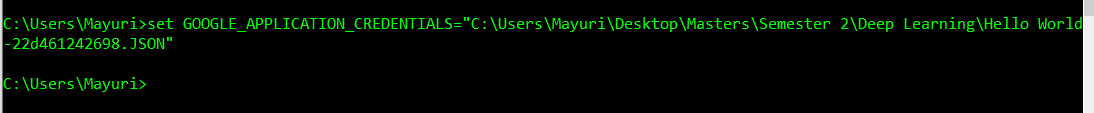 C:\Users\Mayuri>set GOOGLE_APPLICATION_CREDENTIALS="C:\Users\Mayuri\Desktop\Masters\Semester 2\Deep Learning\Hello World
-22d461242698.JSON"
C:\Users\Mayuri>